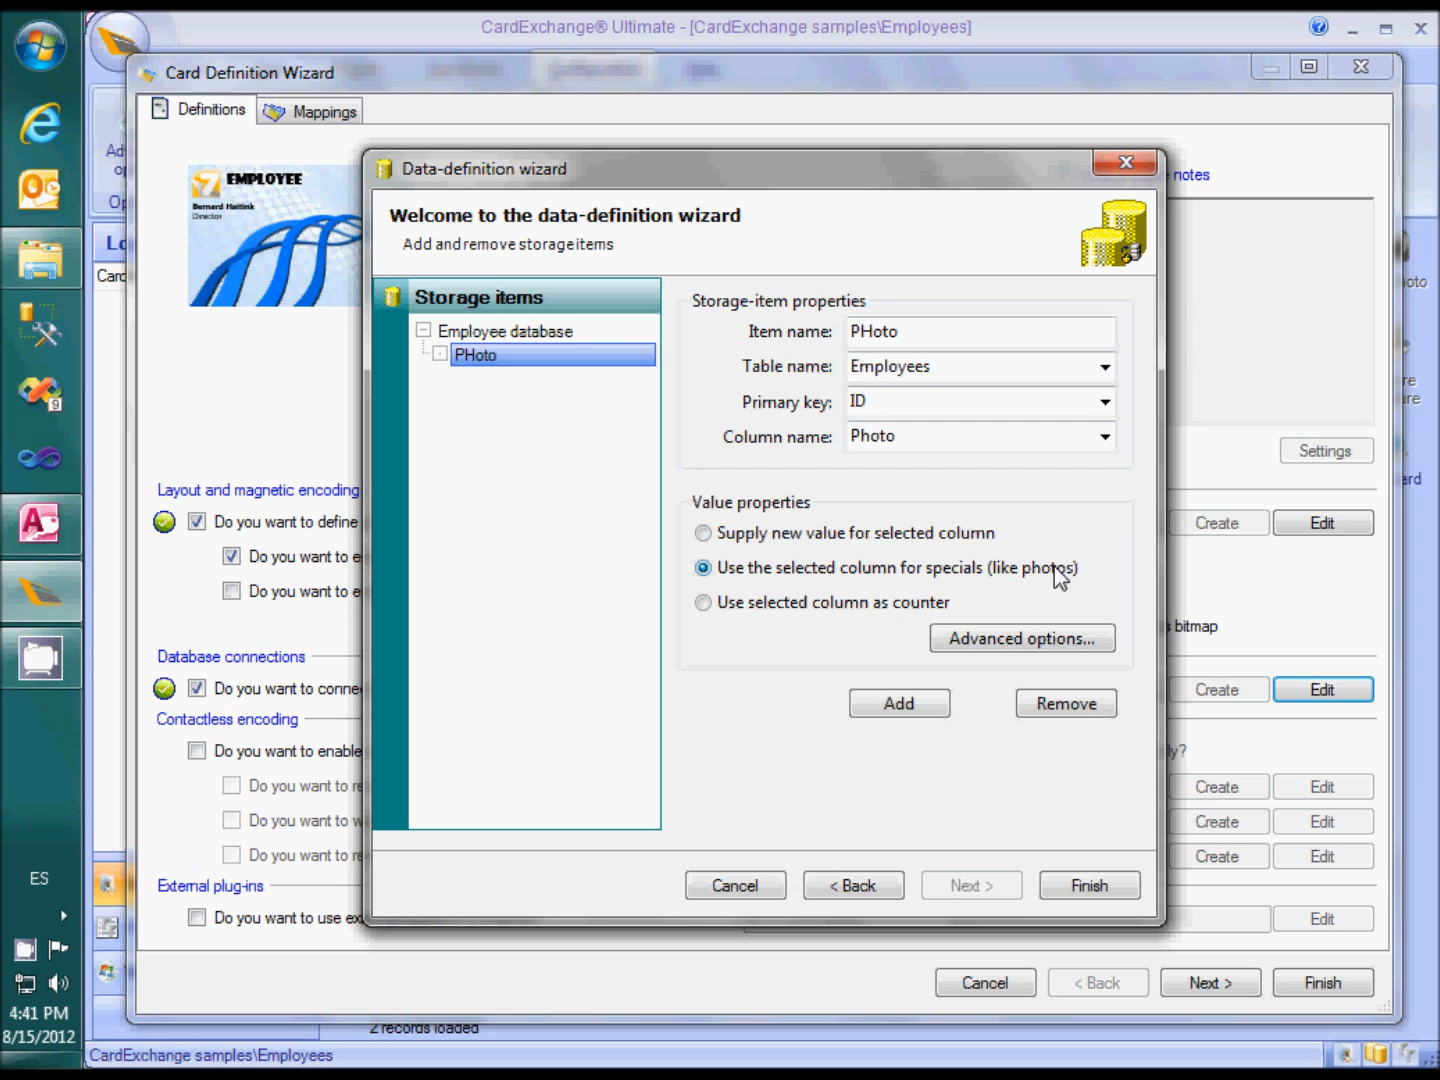 CardExchange® Ultimate - [CardExchange samples\Employees]
Card Definition Wizard
Definitions
Mappings
EMPLOYEE
Bernard Haitink
Director
notes
Data-definition wizard
Welcome to the data-definition wizard
Add and remove storage items
Storage items
Employee database
PHoto
Storage-item properties
Item name: PHoto
Table name: Employees
Primary key: ID
Column name: Photo
Value properties
Supply new value for selected column
Use the selected column for specials (like photos)
Use selected column as counter
Advanced options...
Add Remove
Cancel < Back Next > Finish
Settings
Layout and magnetic encoding
Do you want to define
Create Edit
Do you want to e
Do you want to e
s bitmap
Database connections
Do you want to conne
Create Edit
Contactless encoding
Do you want to enable
ly?
Do you want to re
Create Edit
Do you want to w
Create Edit
Do you want to re
Create Edit
External plug-ins
Do you want to use ex
Edit
Cancel < Back Next > Finish
2 records loaded
CardExchange samples\Employees
ES
4:41 PM
8/15/2012